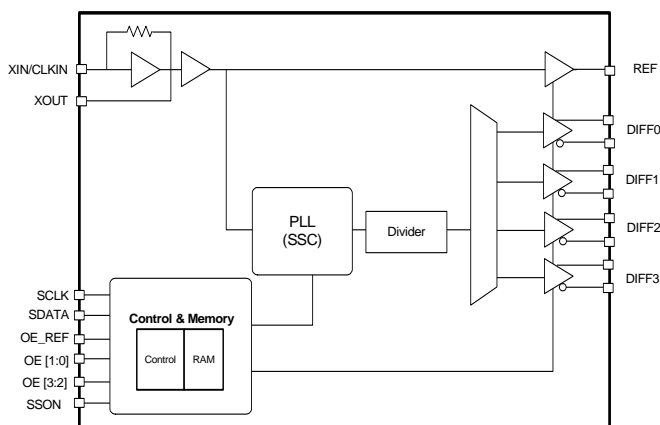 XIN/CLKIN
XOUT
REF
DIFF0
DIFF1
DIFF2
DIFF3
PLL
(SSC)
Divider
SCLK
SDATA
OE_REF
OE [1:0]
OE [3:2]
SSON
Control & Memory
Control
RAM